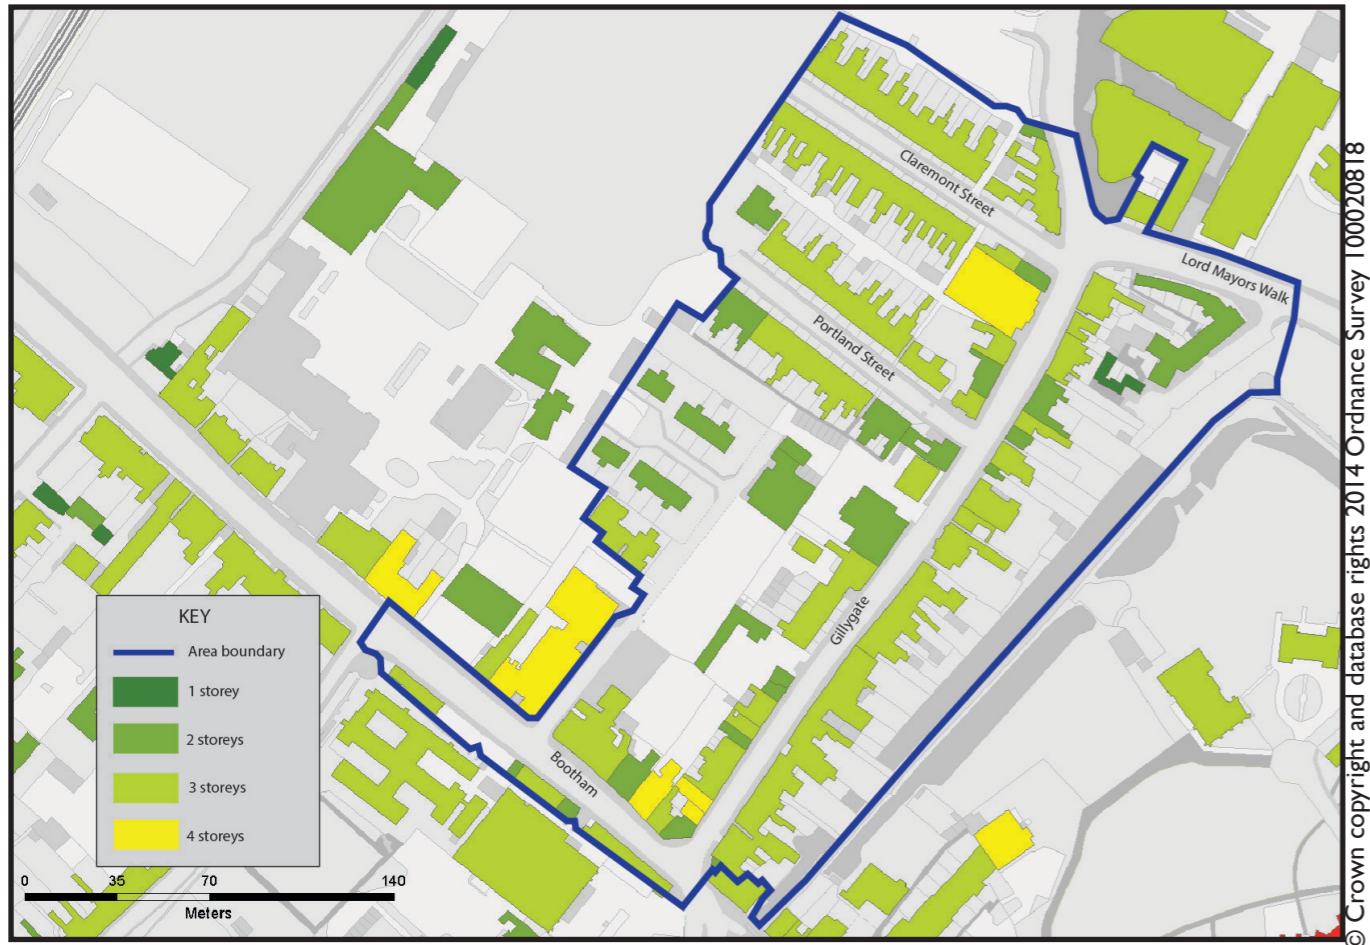 Claremont Street
Lord Mayors Walk
Portland Street
Gillygate
Bootham
KEY
Area boundary
1 storey
2 storeys
3 storeys
4 storeys
0 35 70 140
Meters
© Crown copyright and database rights 2014 Ordnance Survey 100020818